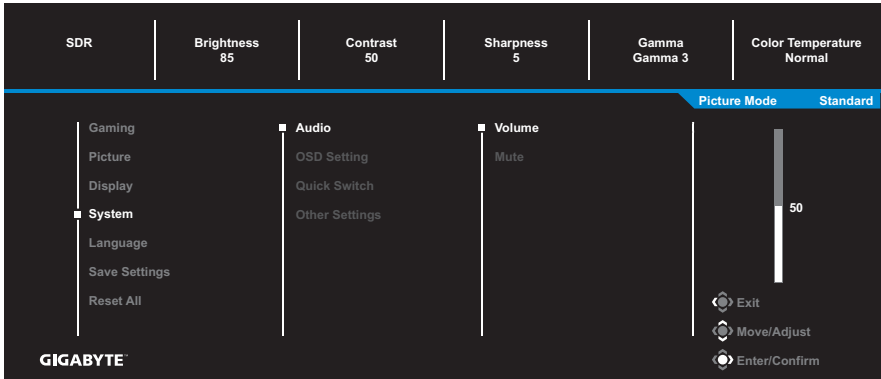 SDR Brightness Contrast Sharpness Gamma Color Temperature
85 50 5 Gamma 3 Normal
Picture Mode Standard
Gaming Audio Volume
Picture OSD Setting Mute
Display Quick Switch
System Other Settings 50
Language
Save Settings
Reset All Exit
Move/Adjust
GIGABYTE™ Enter/Confirm